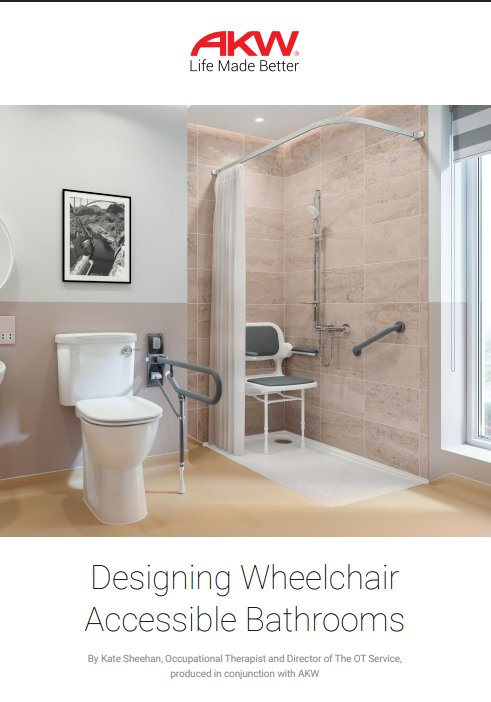 AKW®
Life Made Better
Designing Wheelchair
Accessible Bathrooms
By Kate Sheehan, Occupational Therapist and Director of The OT Service,
produced in conjunction with AKW